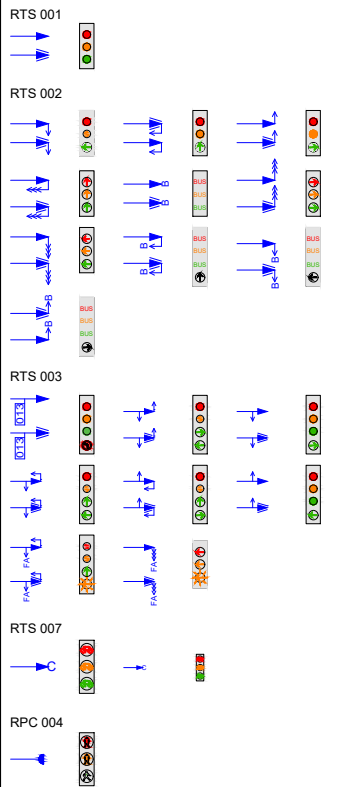 RTS 001
RTS 002
B BUS
B BUS
BUS
B BUS BUS
B BUS B BUS
BUS BUS
B BUS
B BUS
BUS
RTS 003
013
013
FA FA
FA FA
RTS 007
C C
RPC 004